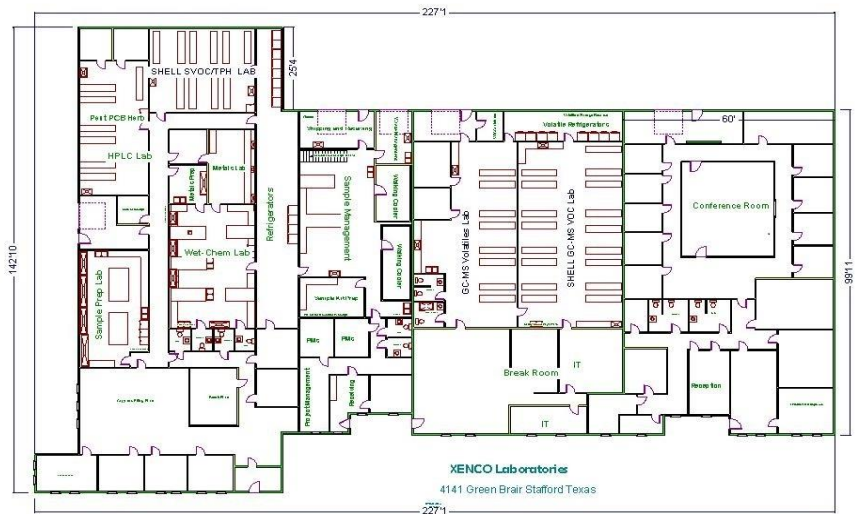 227'1
SHELL SVOC/TPH LAB
25'4
Pest PCB Herb
HPLC Lab
Shipping and Receiving
Volatile Refrigerators
60'
Metals Lab
Metals Prep
Sample Management
Walking Cooler
Conference Room
142'10
99'11
Refrigerators
Wet-Chem Lab
GC-MS Volatiles Lab
SHELL GC-MS VOC Lab
Walking Cooler
Sample Prep Lab
Sample Kit Prep
PMs
PMs
Break Room
IT
Reception
Project Management
Receiving
IT
XENCO Laboratories
4141 Green Brair Stafford Texas
227'1